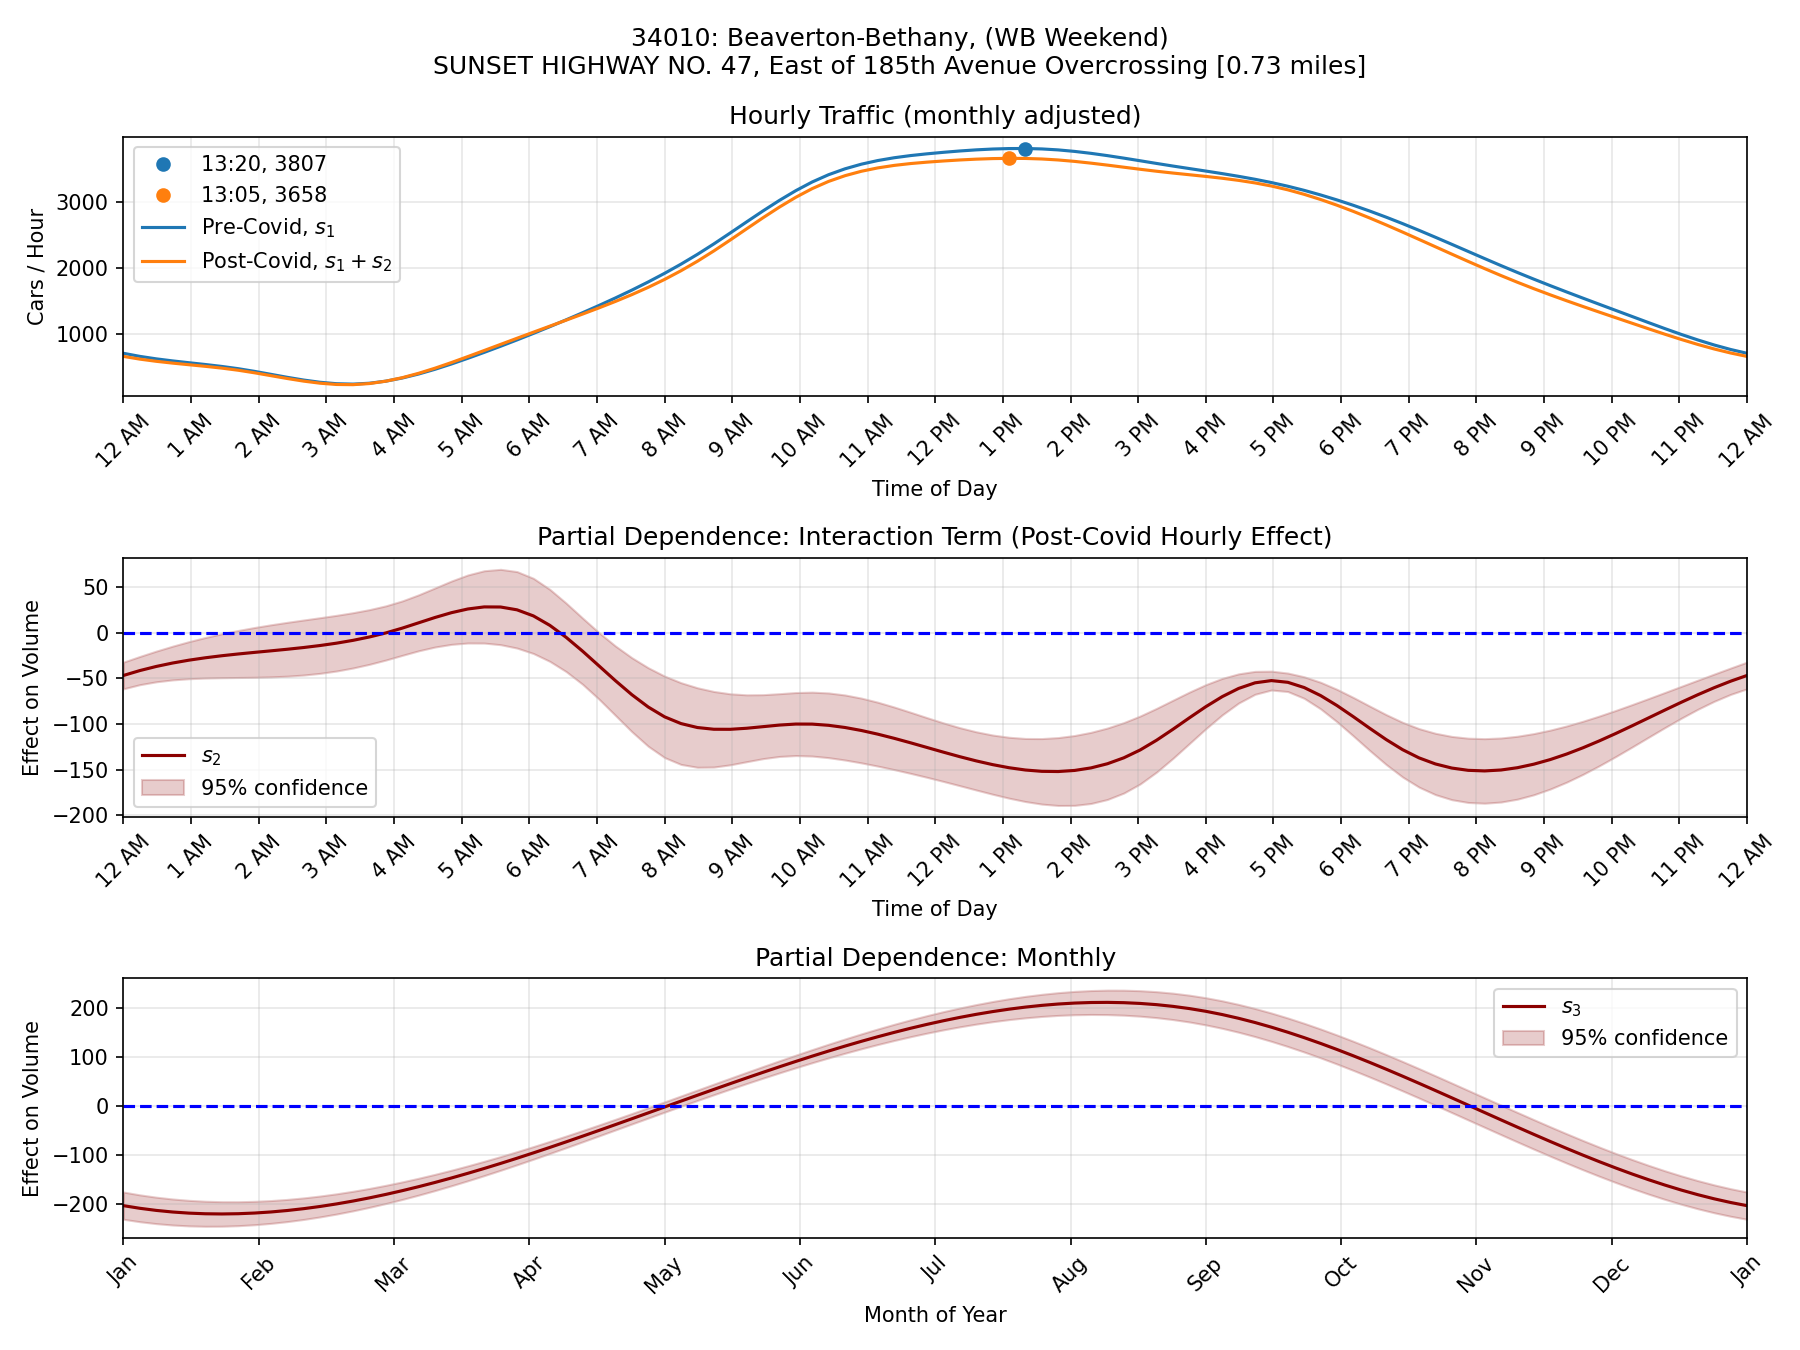 34010: Beaverton-Bethany, (WB Weekend)
SUNSET HIGHWAY NO. 47, East of 185th Avenue Overcrossing [0.73 miles]
Hourly Traffic (monthly adjusted)
13:20, 3807
13:05, 3658
Pre-Covid, s₁
Post-Covid, s₁ + s₂
Cars / Hour
3000
2000
1000
12 AM 1 AM 2 AM 3 AM 4 AM 5 AM 6 AM 7 AM 8 AM 9 AM 10 AM 11 AM 12 PM 1 PM 2 PM 3 PM 4 PM 5 PM 6 PM 7 PM 8 PM 9 PM 10 PM 11 PM 12 AM
Time of Day
Partial Dependence: Interaction Term (Post-Covid Hourly Effect)
Effect on Volume
50
0
−50
−100
−150
−200
s₂
95% confidence
12 AM 1 AM 2 AM 3 AM 4 AM 5 AM 6 AM 7 AM 8 AM 9 AM 10 AM 11 AM 12 PM 1 PM 2 PM 3 PM 4 PM 5 PM 6 PM 7 PM 8 PM 9 PM 10 PM 11 PM 12 AM
Time of Day
Partial Dependence: Monthly
Effect on Volume
200
100
0
−100
−200
s₃
95% confidence
Jan Feb Mar Apr May Jun Jul Aug Sep Oct Nov Dec Jan
Month of Year